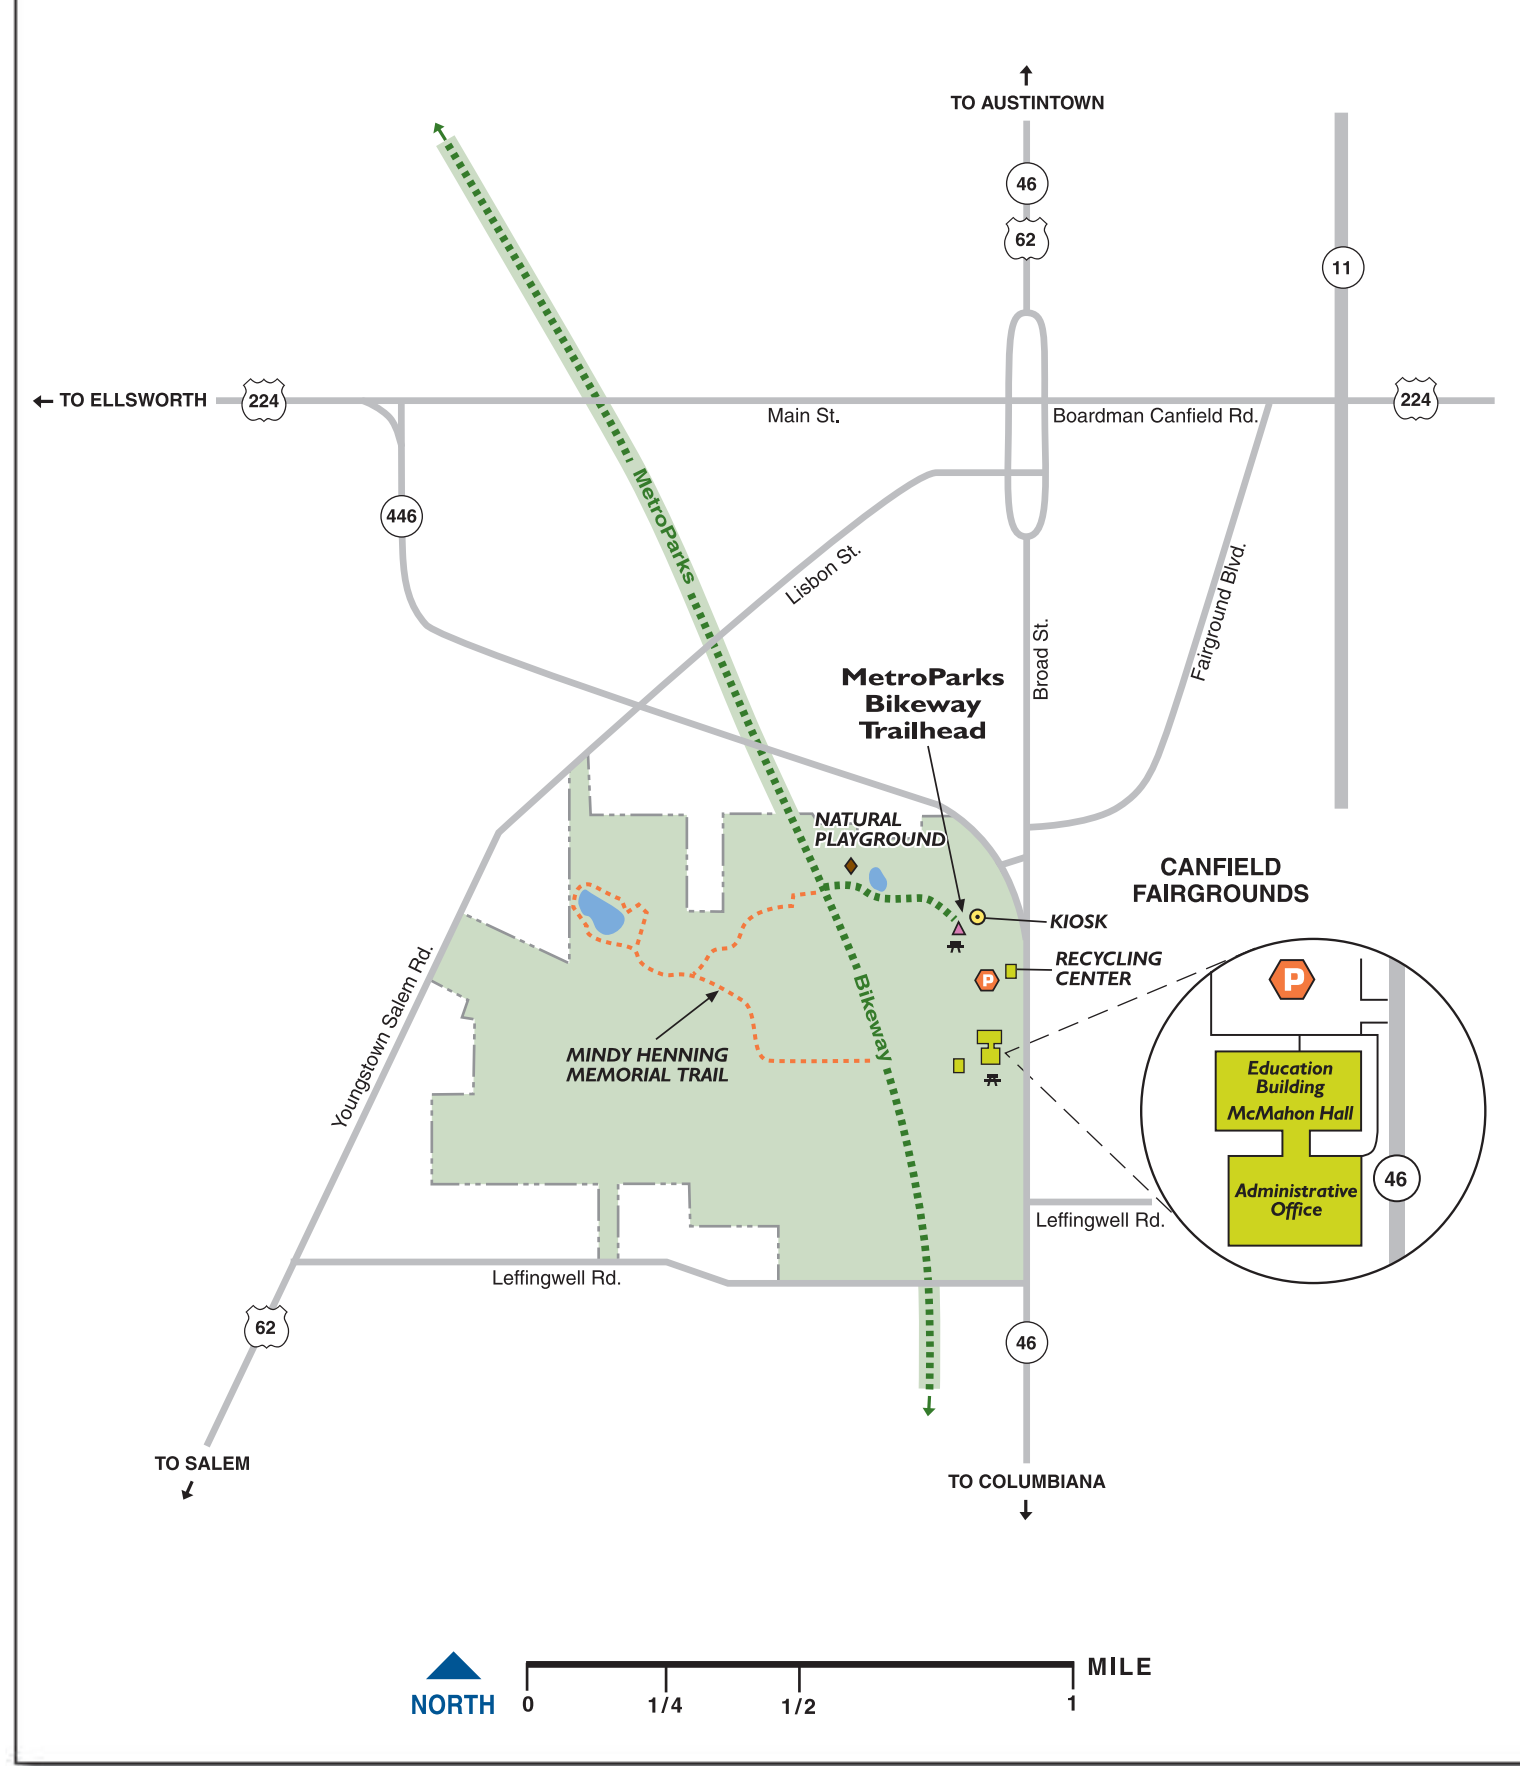 TO AUSTINTOWN
46
62
11
TO ELLSWORTH
224
Main St.
Boardman Canfield Rd.
224
446
MetroParks
Lisbon St.
Fairground Blvd.
Broad St.
MetroParks
Bikeway
Trailhead
NATURAL
PLAYGROUND
CANFIELD
FAIRGROUNDS
KIOSK
RECYCLING
CENTER
P
P
Bikeway
Youngstown Salem Rd.
MINDY HENNING
MEMORIAL TRAIL
Education
Building
McMahon Hall
Administrative
Office
46
Leffingwell Rd.
Leffingwell Rd.
62
46
TO SALEM
TO COLUMBIANA
NORTH
MILE
0
1/4
1/2
1